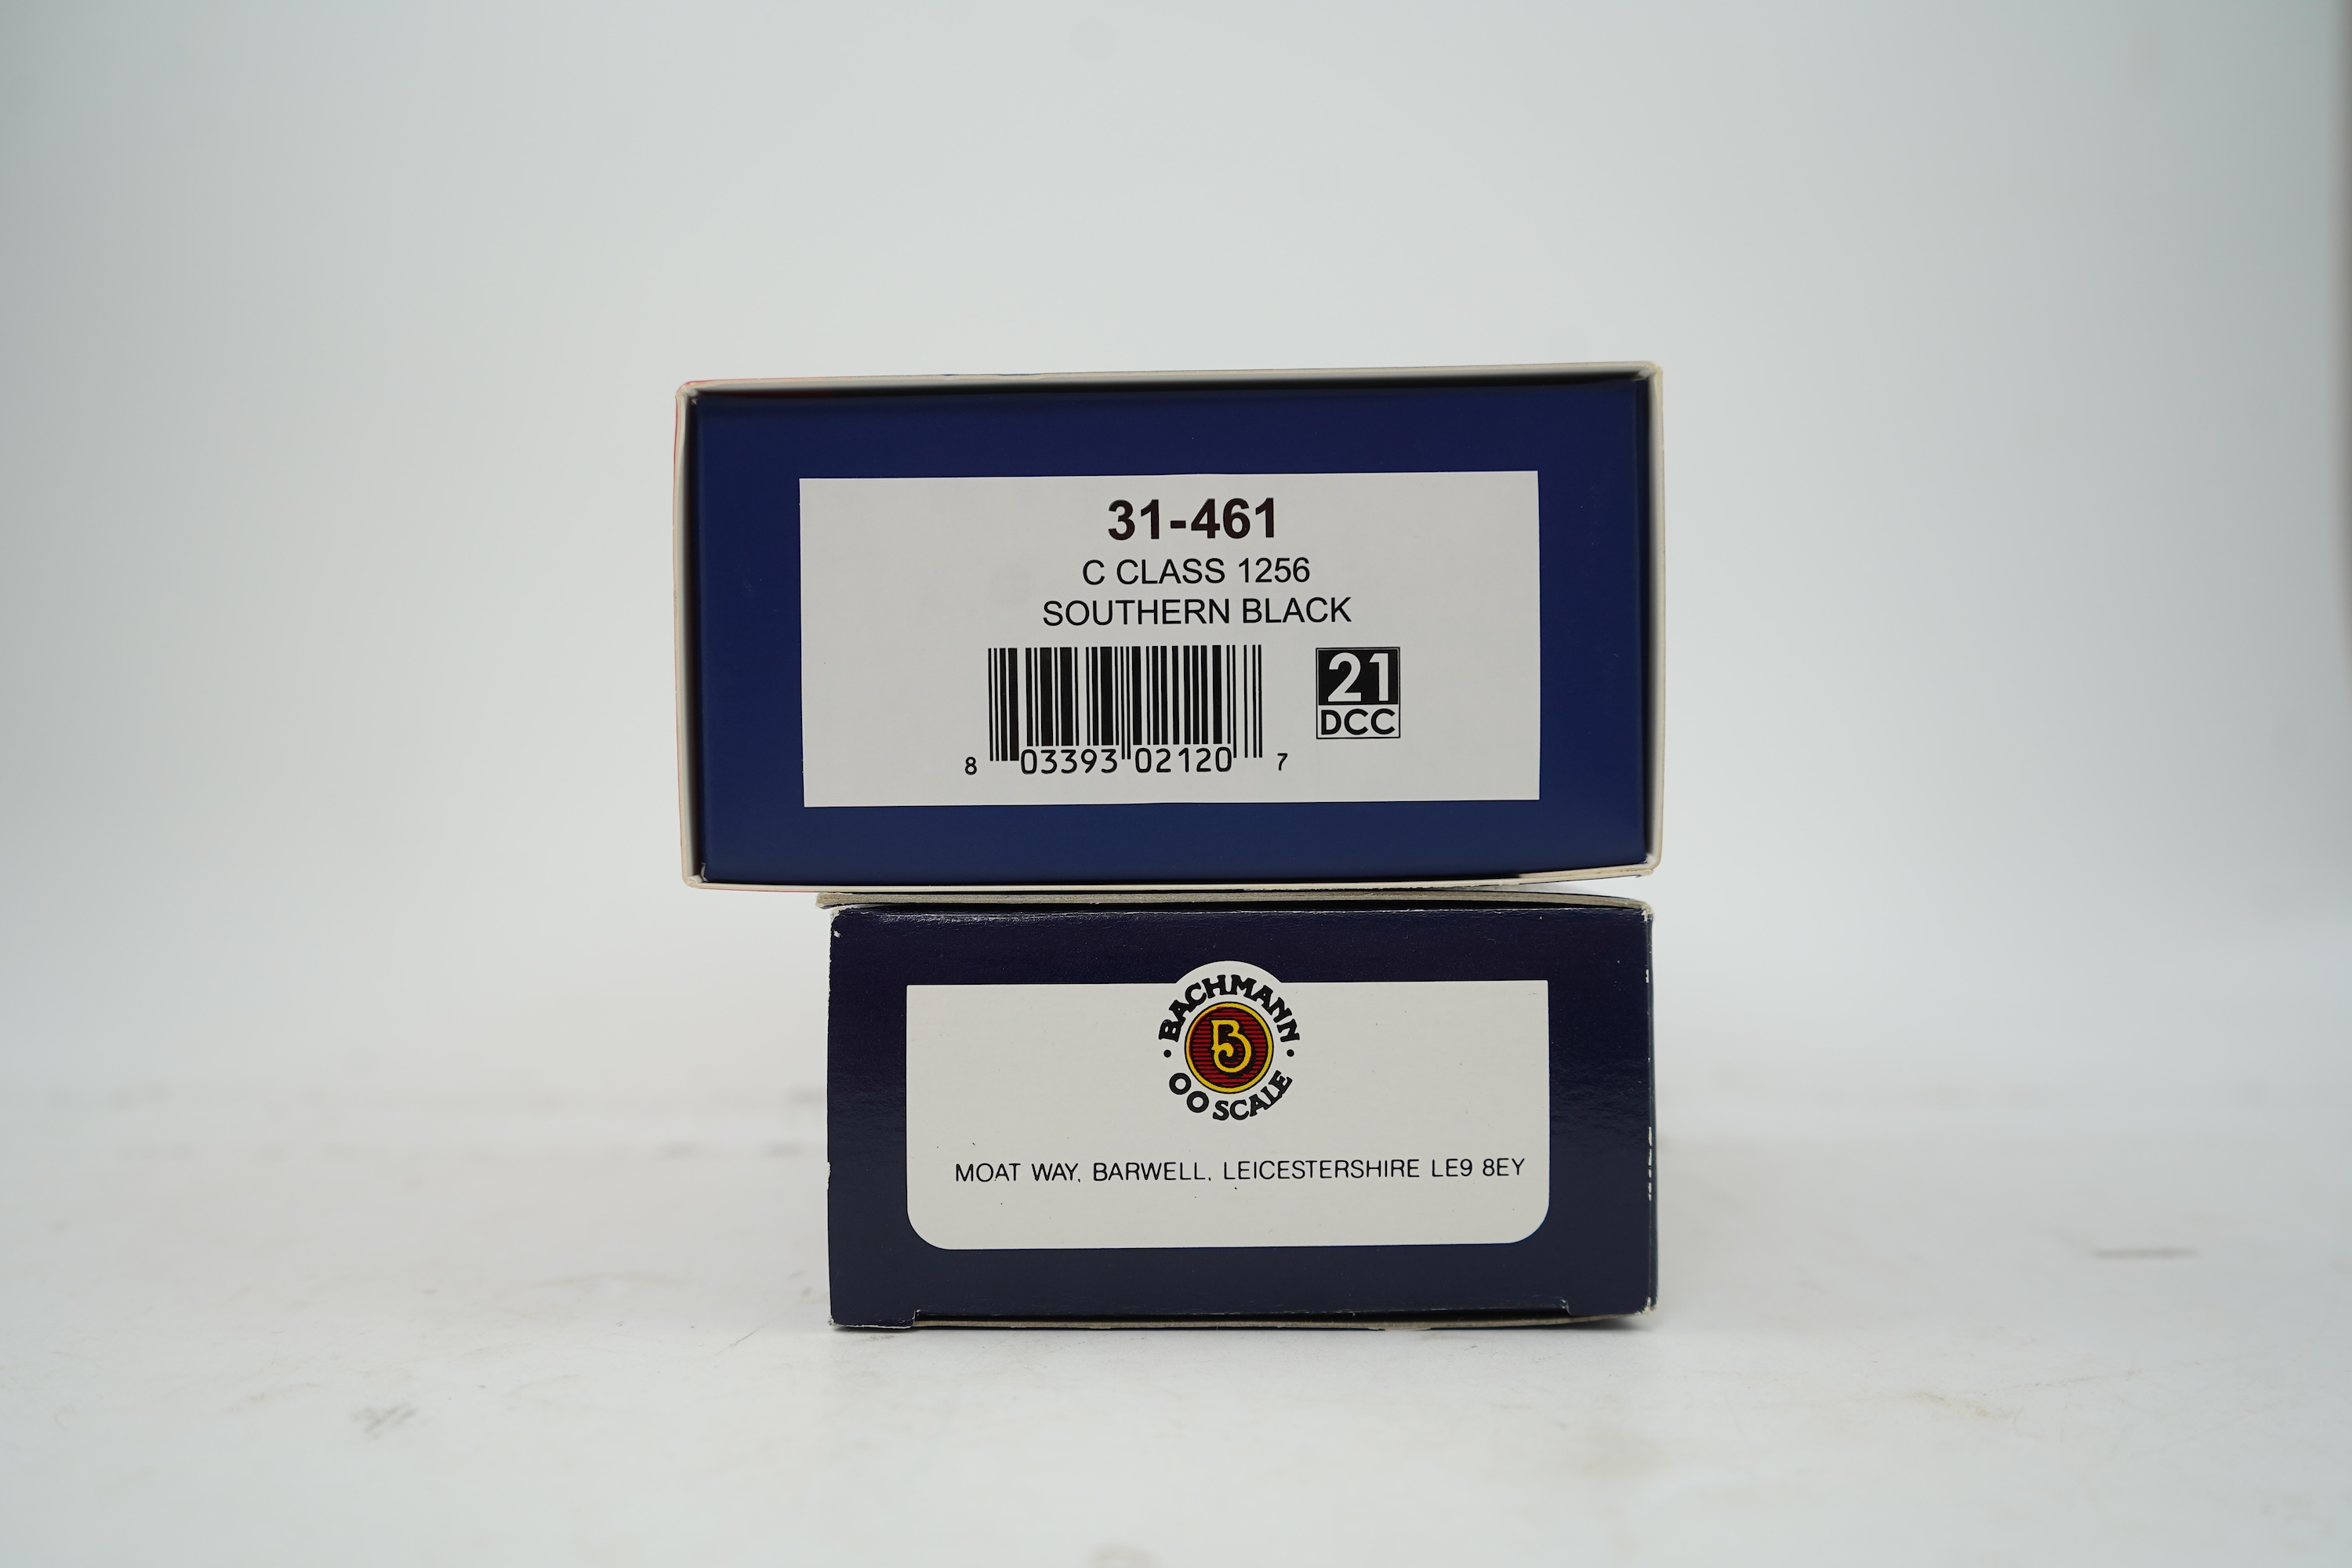 31-461
C CLASS 1256
SOUTHERN BLACK
21
DCC
8 03393 02120 7
BACHMANN
B
OO SCALE
MOAT WAY, BARWELL, LEICESTERSHIRE LE9 8EY